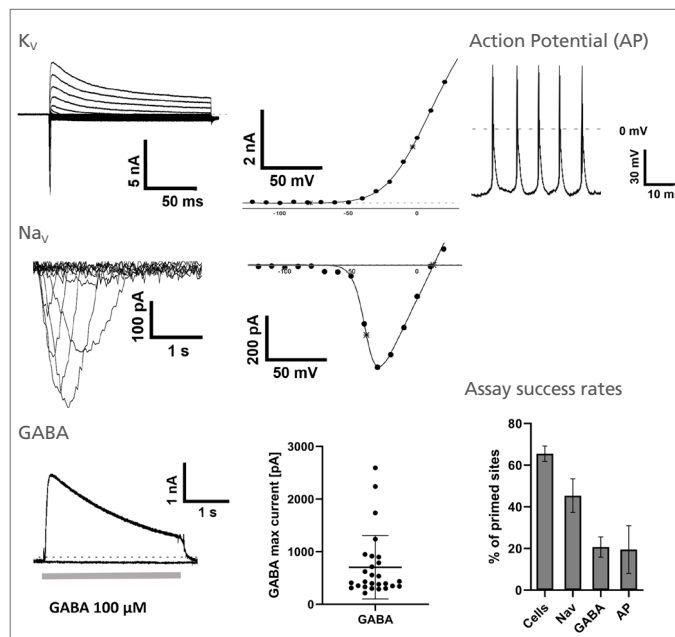 Kv
Action Potential (AP)
5 nA
50 ms
2 nA
50 mV
-100
-50
0
0 mV
30 mV
10 ms
Nav
100 pA
1 s
-100
-50
0
200 pA
50 mV
Assay success rates
GABA
1 nA
1 s
GABA 100 µM
GABA max current [pA]
3000
2000
1000
0
GABA
% of primed sites
80
60
40
20
0
Cells
Nav
GABA
AP